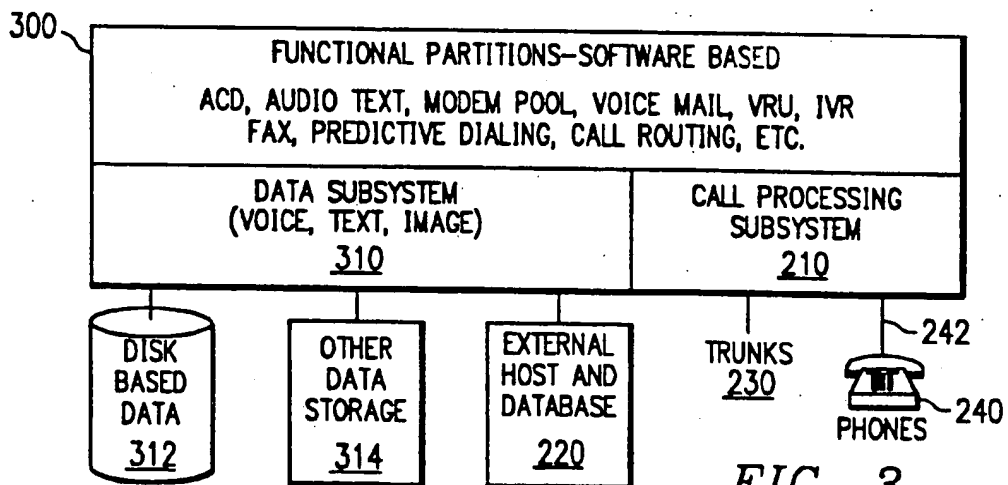 300
FUNCTIONAL PARTITIONS-SOFTWARE BASED
ACD, AUDIO TEXT, MODEM POOL, VOICE MAIL, VRU, IVR
FAX, PREDICTIVE DIALING, CALL ROUTING, ETC.
DATA SUBSYSTEM
(VOICE, TEXT, IMAGE)
310
CALL PROCESSING
SUBSYSTEM
210
DISK
BASED
DATA
312
OTHER
DATA
STORAGE
314
EXTERNAL
HOST AND
DATABASE
220
TRUNKS
230
242
240
PHONES
FIG. 3